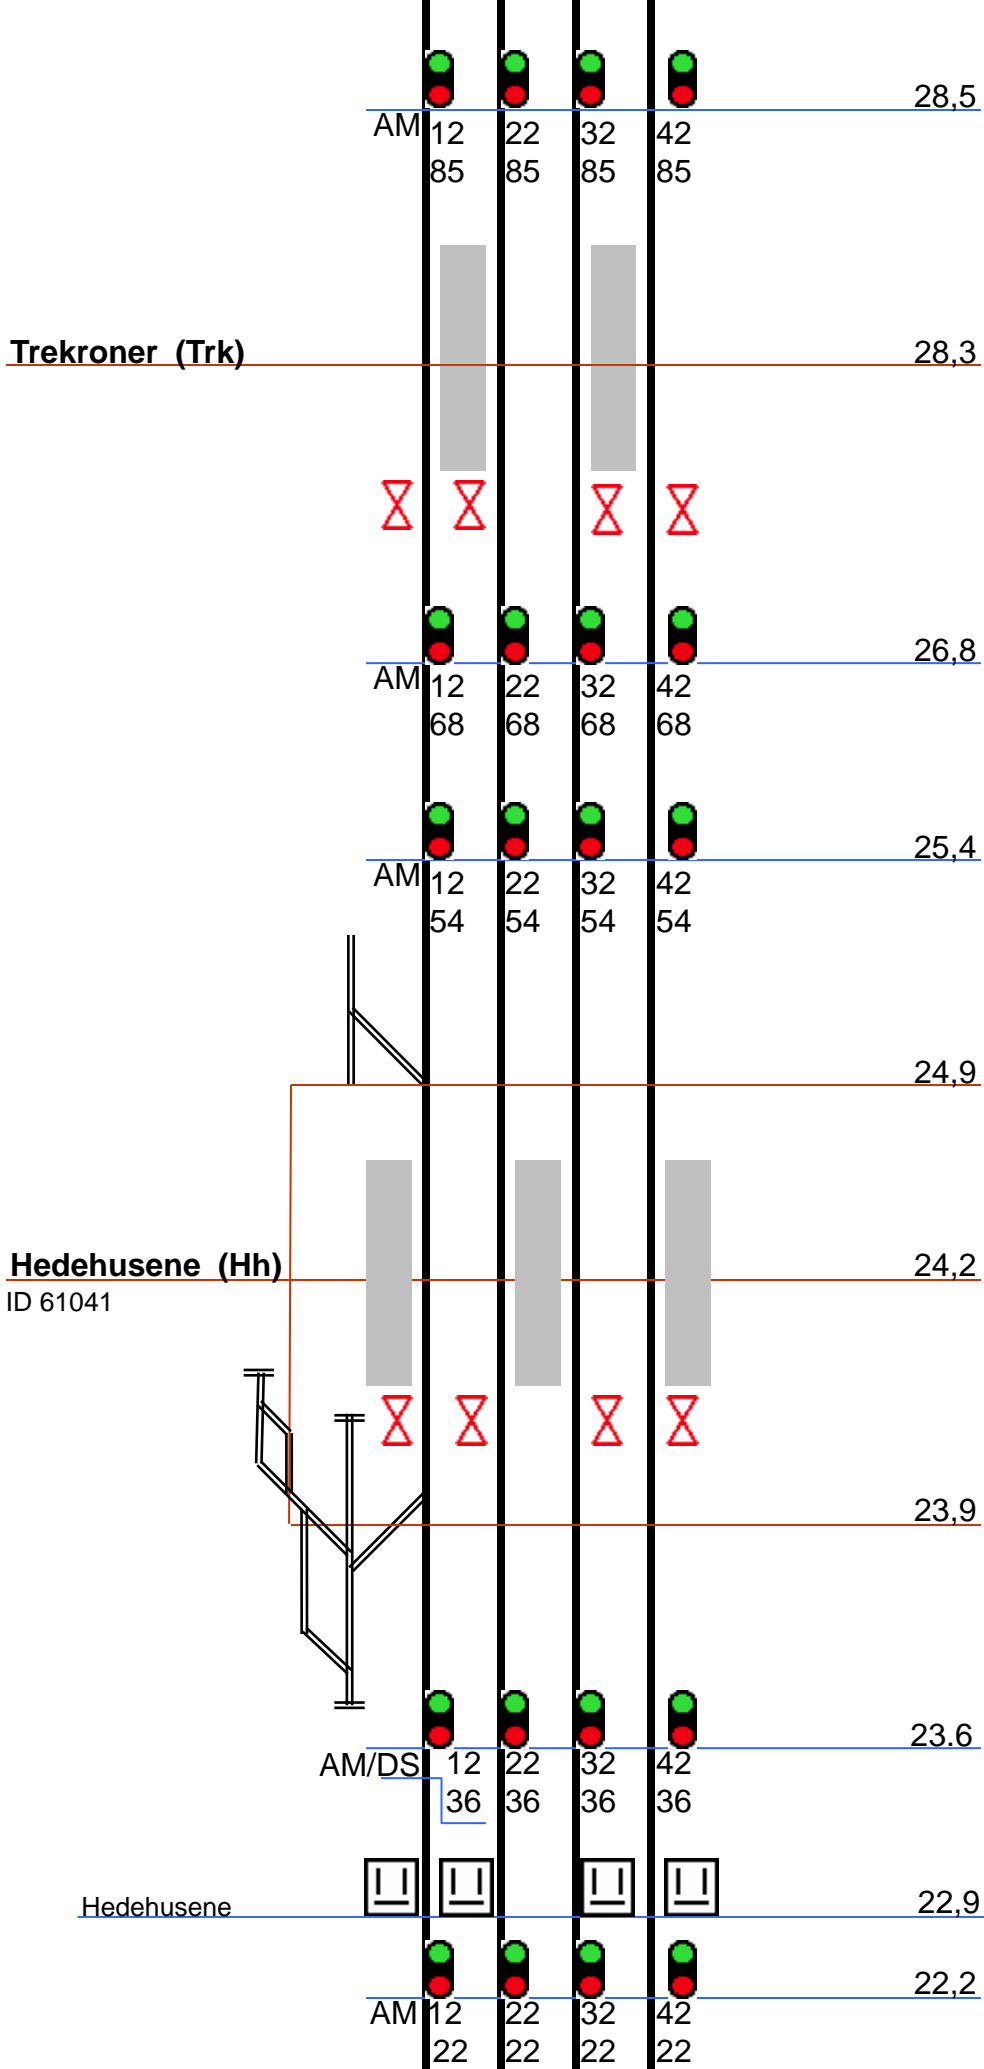 28,5
AM 12 22 32 42
85 85 85 85
Trekroner (Trk) 28,3
26,8
AM 12 22 32 42
68 68 68 68
25,4
AM 12 22 32 42
54 54 54 54
24,9
Hedehusene (Hh) 24,2
ID 61041
23,9
23.6
AM/DS 12 22 32 42
36 36 36 36
Hedehusene 22,9
22,2
AM 12 22 32 42
22 22 22 22